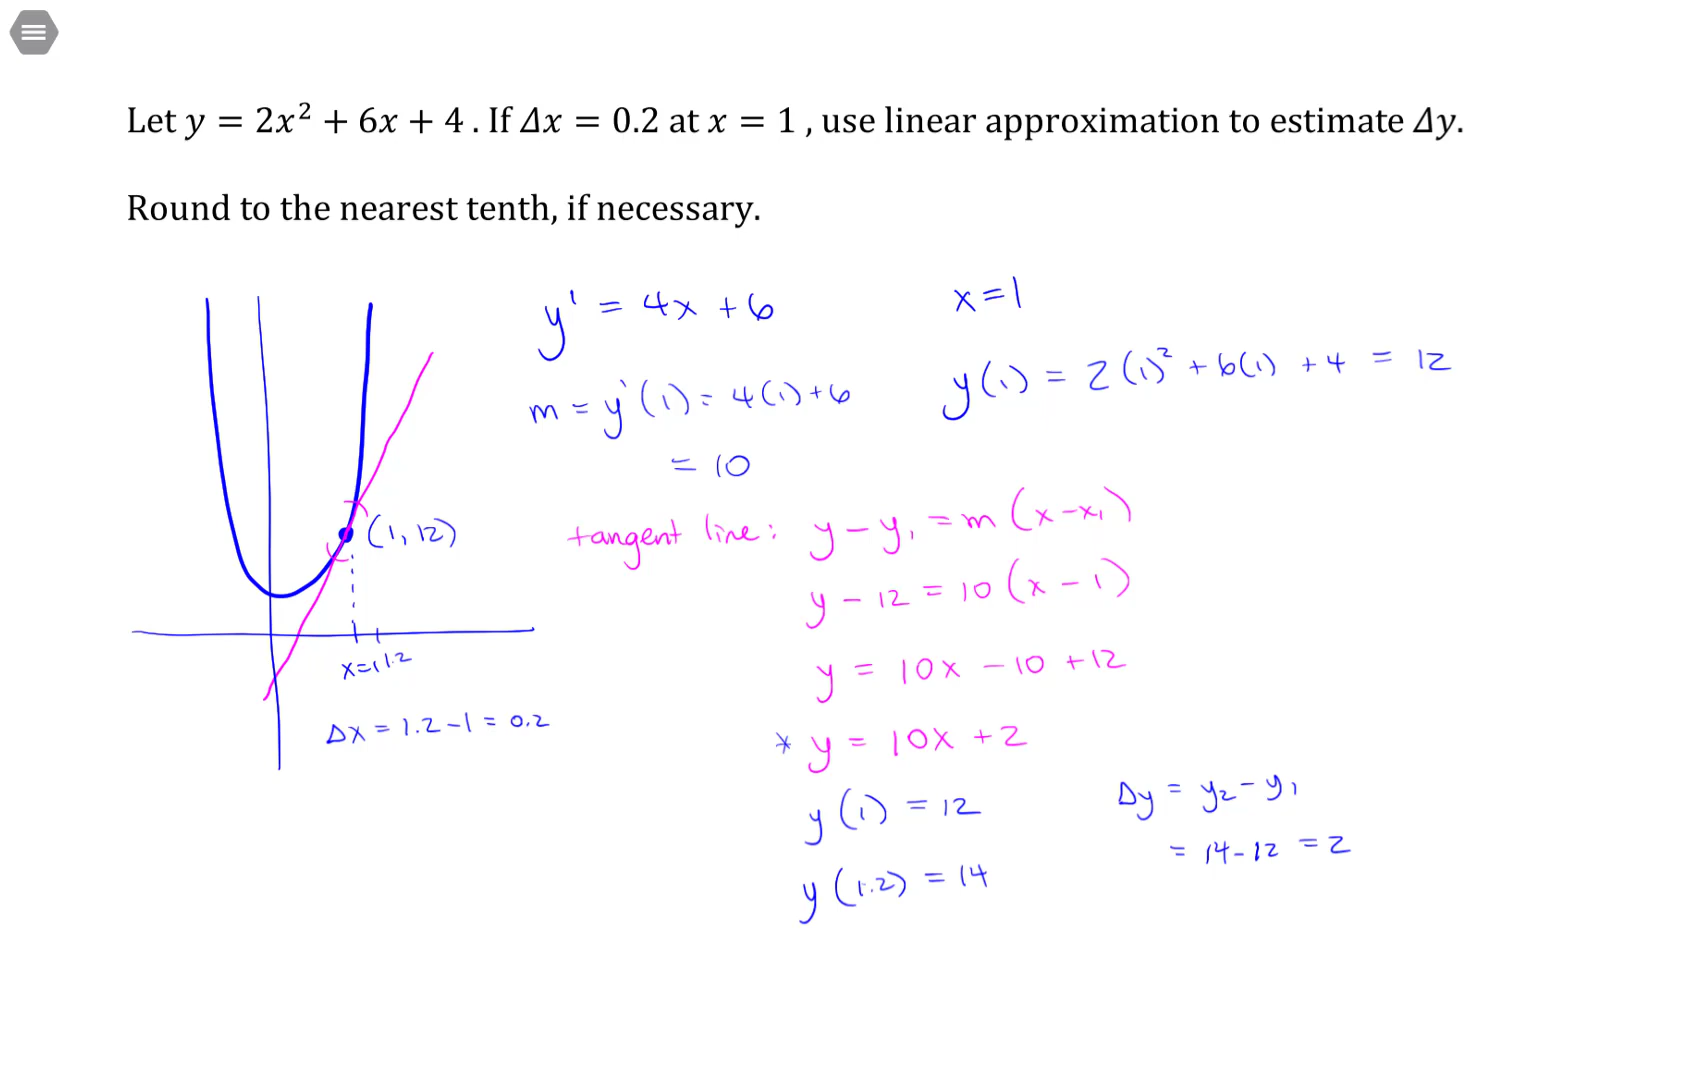 Let y = 2x² + 6x + 4 . If Δx = 0.2 at x = 1 , use linear approximation to estimate Δy.
Round to the nearest tenth, if necessary.
y' = 4x + 6
x = 1
m = y'(1) = 4(1) + 6
y(1) = 2(1)² + 6(1) + 4 = 12
= 10
(1, 12)
tangent line: y - y₁ = m(x - x₁)
y - 12 = 10(x - 1)
x=1 1.2
y = 10x - 10 + 12
Δx = 1.2 - 1 = 0.2
* y = 10x + 2
y(1) = 12
Δy = y₂ - y₁
= 14 - 12 = 2
y(1.2) = 14